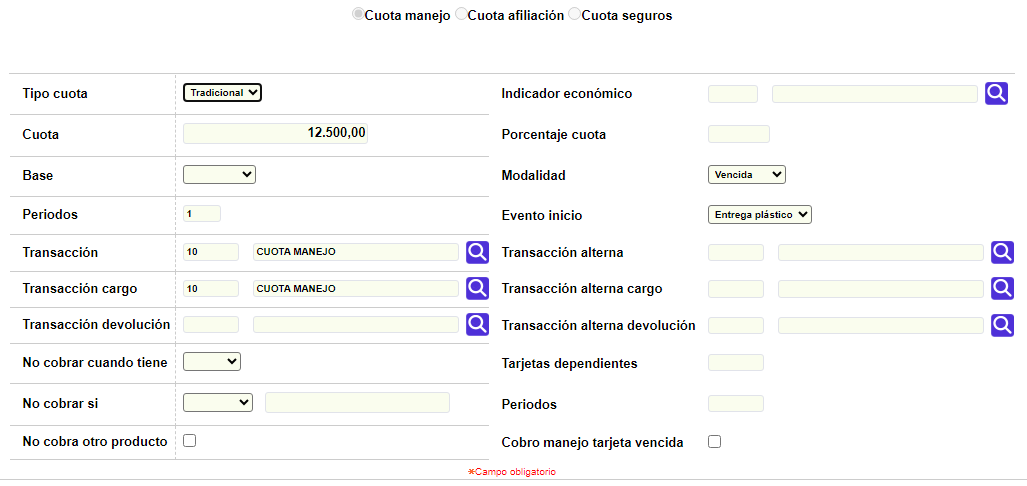 Cuota manejo Cuota afiliación Cuota seguros
Tipo cuota Tradicional Indicador económico
Cuota 12.500,00 Porcentaje cuota
Base Modalidad Vencida
Periodos 1 Evento inicio Entrega plástico
Transacción 10 CUOTA MANEJO Transacción alterna
Transacción cargo 10 CUOTA MANEJO Transacción alterna cargo
Transacción devolución Transacción alterna devolución
No cobrar cuando tiene Tarjetas dependientes
No cobrar si Periodos
No cobra otro producto Cobro manejo tarjeta vencida
*Campo obligatorio